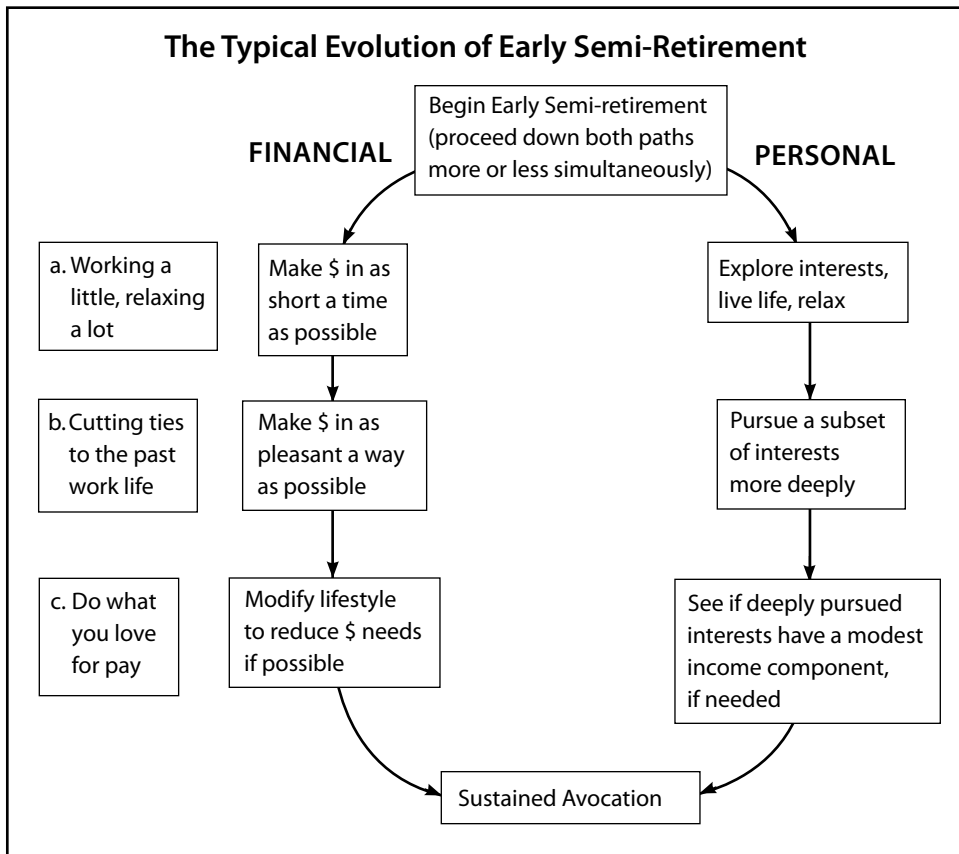 The Typical Evolution of Early Semi-Retirement
Begin Early Semi-retirement
(proceed down both paths
more or less simultaneously)
FINANCIAL
PERSONAL
a. Working a
little, relaxing
a lot
Make $ in as
short a time
as possible
Explore interests,
live life, relax
b. Cutting ties
to the past
work life
Make $ in as
pleasant a way
as possible
Pursue a subset
of interests
more deeply
c. Do what
you love
for pay
Modify lifestyle
to reduce $ needs
if possible
See if deeply pursued
interests have a modest
income component,
if needed
Sustained Avocation